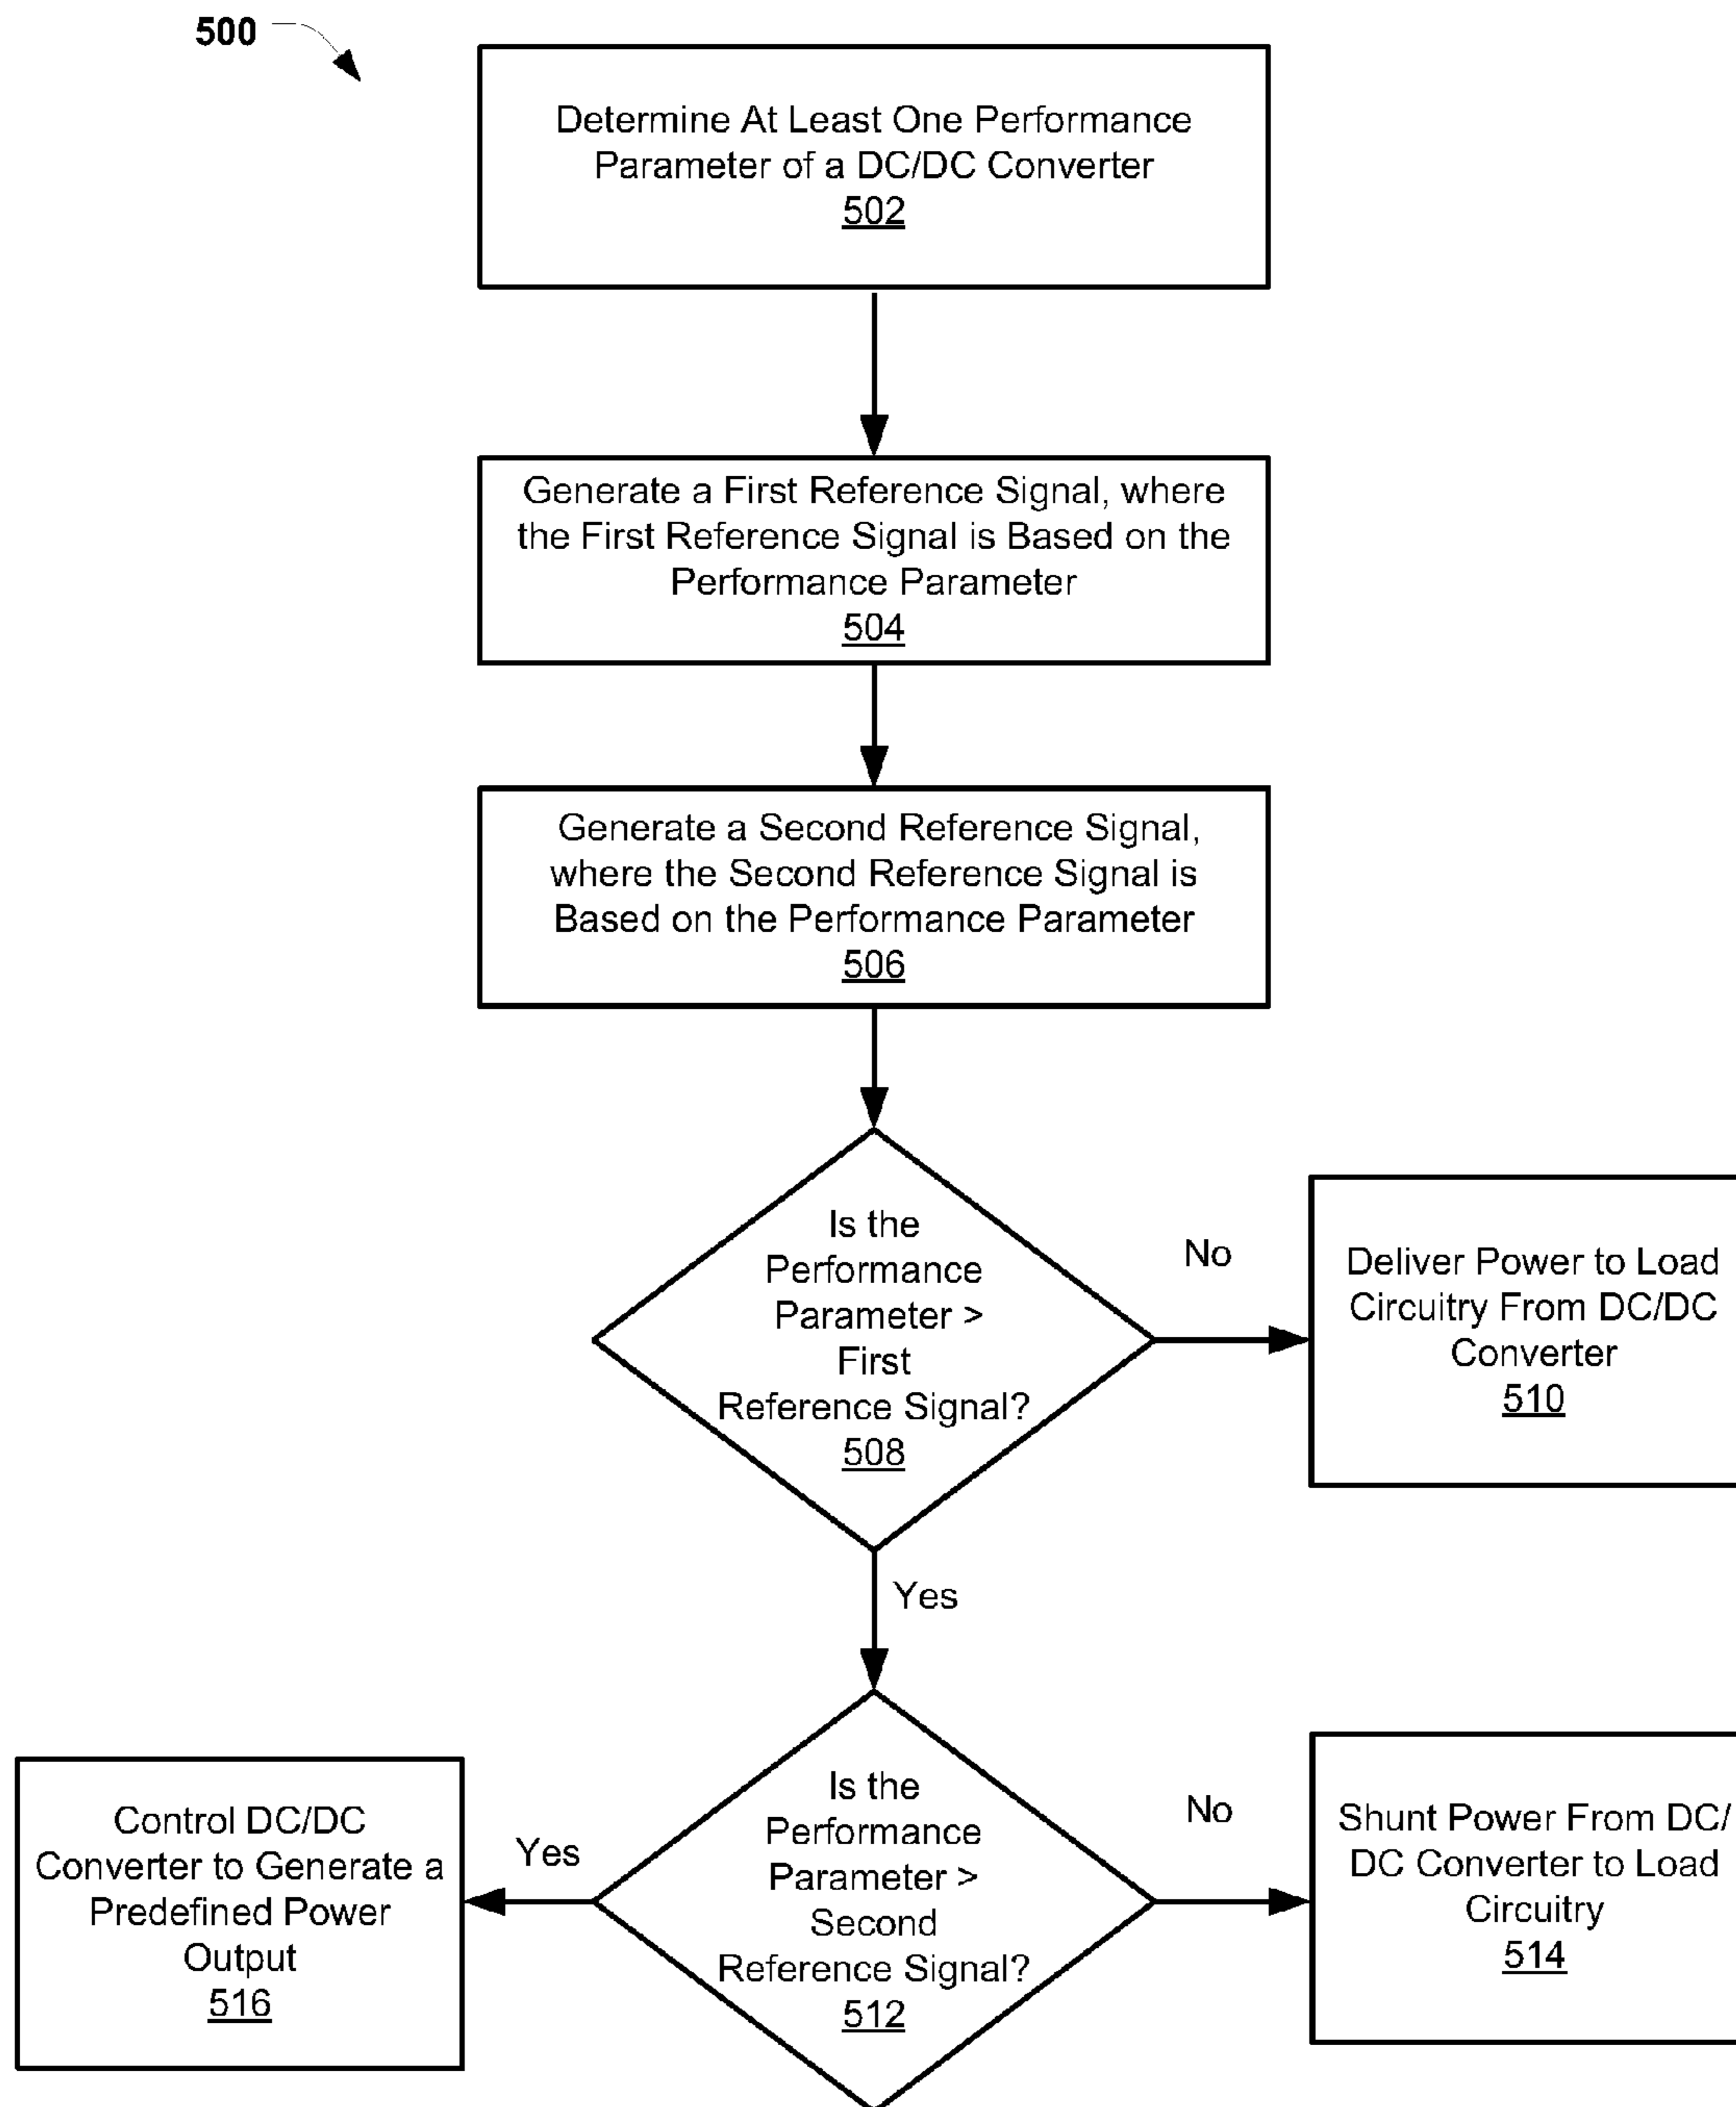 500
Determine At Least One Performance
Parameter of a DC/DC Converter
502
Generate a First Reference Signal, where
the First Reference Signal is Based on the
Performance Parameter
504
Generate a Second Reference Signal,
where the Second Reference Signal is
Based on the Performance Parameter
506
Is the
Performance
Parameter >
First
Reference Signal?
508
No
Deliver Power to Load
Circuitry From DC/DC
Converter
510
Yes
Is the
Performance
Parameter >
Second
Reference Signal?
512
No
Shunt Power From DC/
DC Converter to Load
Circuitry
514
Yes
Control DC/DC
Converter to Generate a
Predefined Power
Output
516